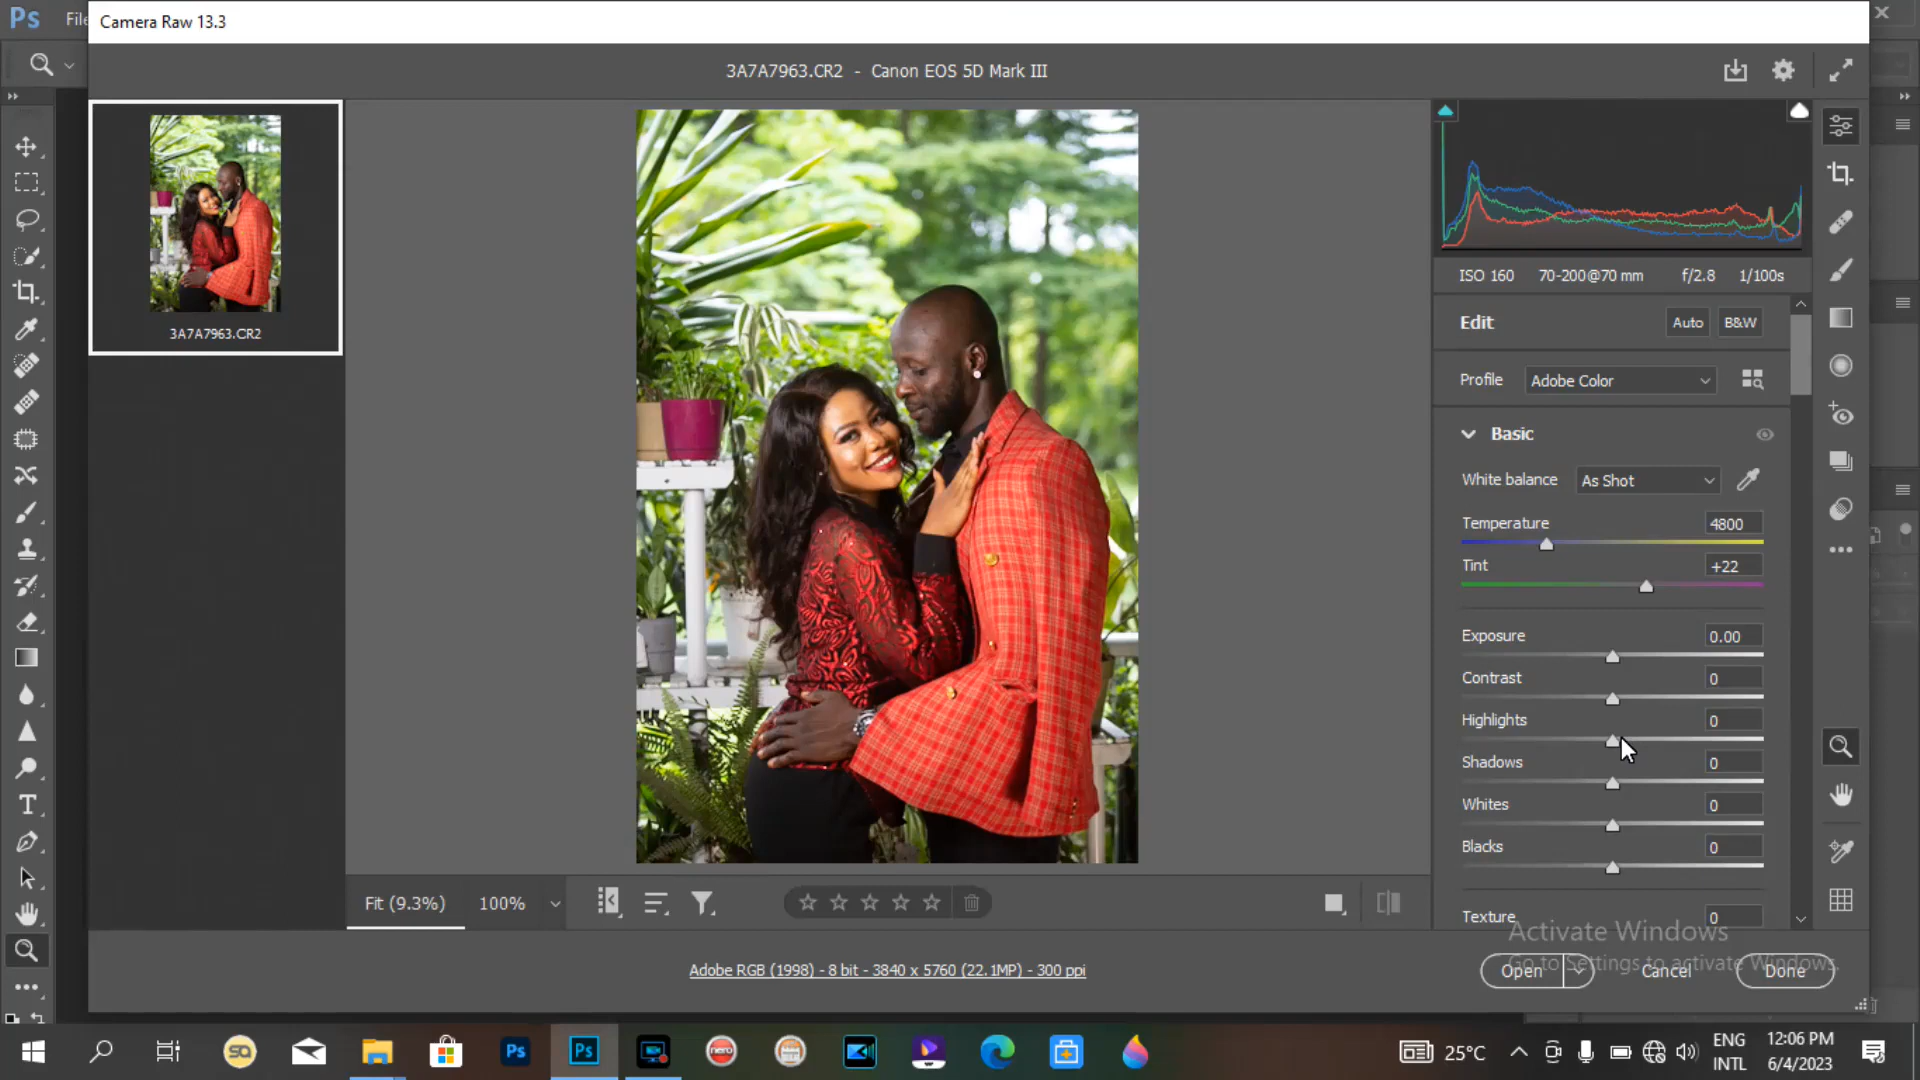 Ps File
Camera Raw 13.3
3A7A7963.CR2 - Canon EOS 5D Mark III
3A7A7963.CR2
ISO 160 70-200@70 mm f/2.8 1/100s
Edit Auto B&W
Profile Adobe Color
Basic
White balance As Shot
Temperature 4800
Tint +22
Exposure 0.00
Contrast 0
Highlights 0
Shadows 0
Whites 0
Blacks 0
Texture 0
Fit (9.3%) 100%
Activate Windows
Go to Settings to activate Windows.
Adobe RGB (1998) - 8 bit - 3840 x 5760 (22.1MP) - 300 ppi
Open Cancel Done
SQ Ps Ps nero
25°C ENG 12:06 PM
INTL 6/4/2023